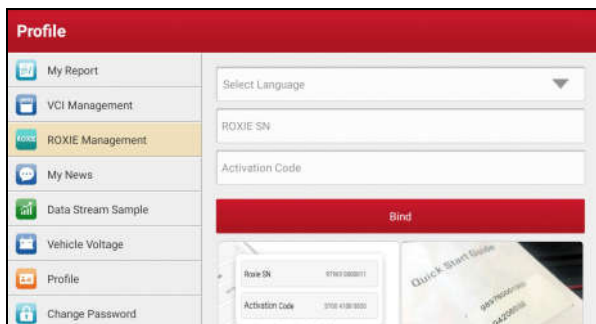 Profile
My Report
VCI Management
ROXIE Management
My News
Data Stream Sample
Vehicle Voltage
Profile
Change Password
Select Language
ROXIE SN
Activation Code
Bind
Roxie SN
Activation Code
Quick Start Guide